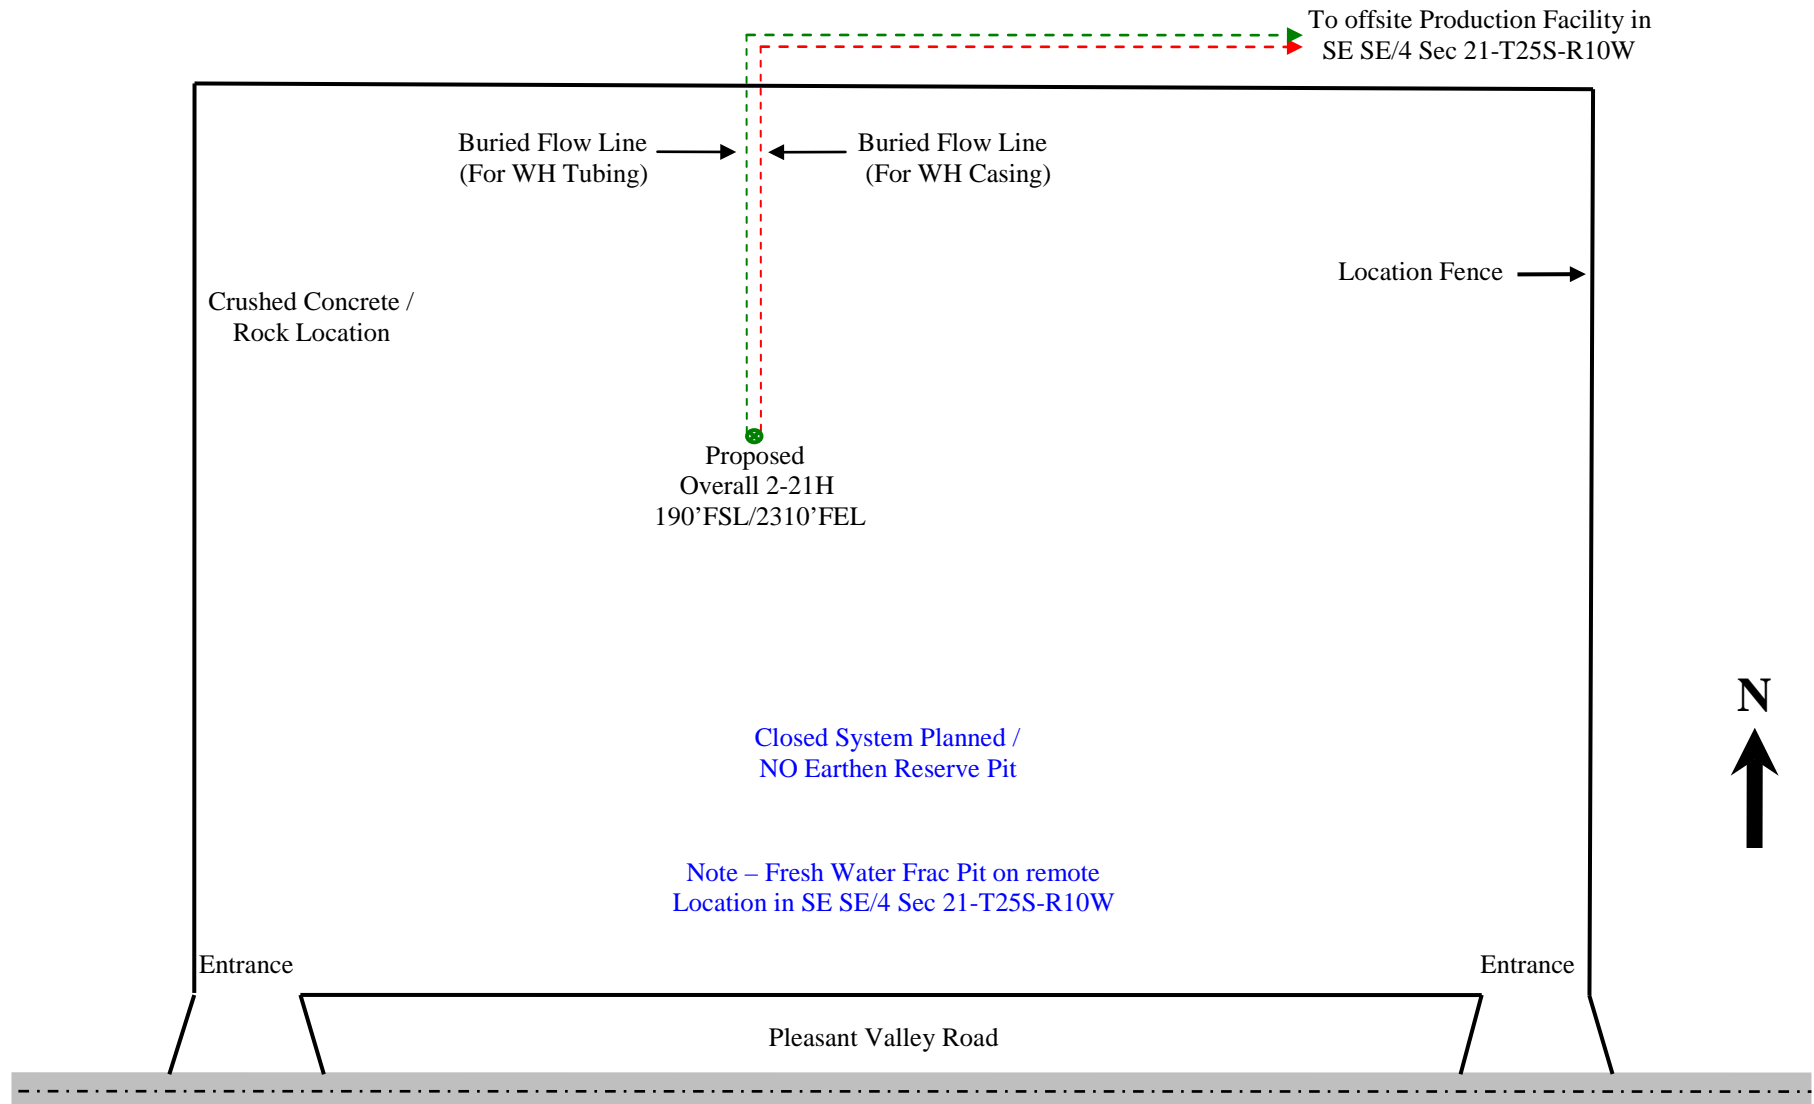 To offsite Production Facility in
SE SE/4 Sec 21-T25S-R10W
Buried Flow Line
(For WH Tubing)
Buried Flow Line
(For WH Casing)
Location Fence
Crushed Concrete /
Rock Location
Proposed
Overall 2-21H
190’FSL/2310’FEL
N
Closed System Planned /
NO Earthen Reserve Pit
Note – Fresh Water Frac Pit on remote
Location in SE SE/4 Sec 21-T25S-R10W
Entrance
Entrance
Pleasant Valley Road